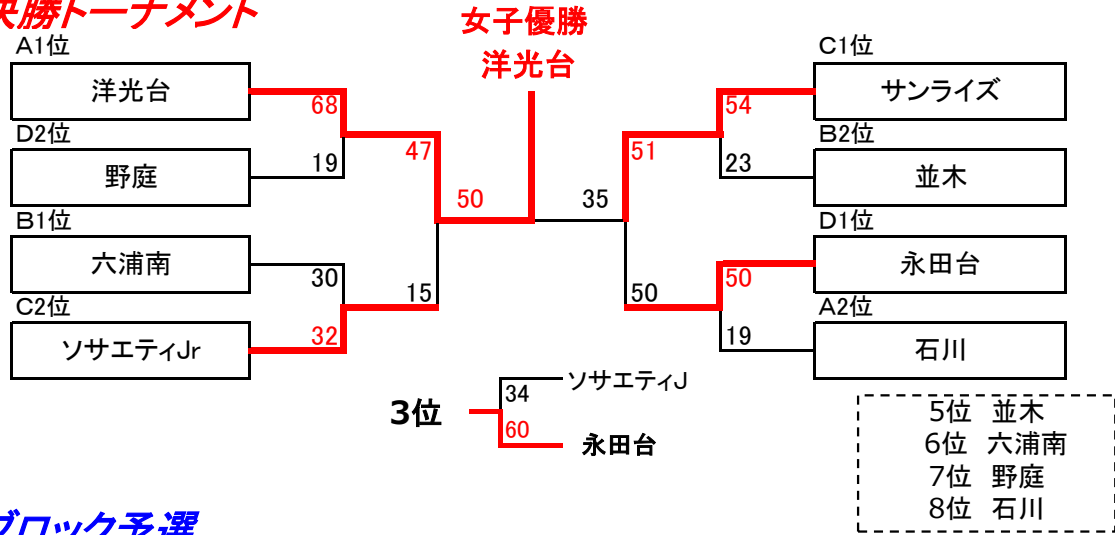 決勝トーナメント
女子優勝
洋光台
A1位
洋光台
68
D2位
野庭
19
47
B1位
六浦南
30
C2位
ソサエティJr
32
15
50
35
C1位
サンライズ
54
B2位
並木
23
51
D1位
永田台
50
A2位
石川
19
50
3位
34
ソサエティJ
60
永田台
5位 並木
6位 六浦南
7位 野庭
8位 石川
ブロック予選